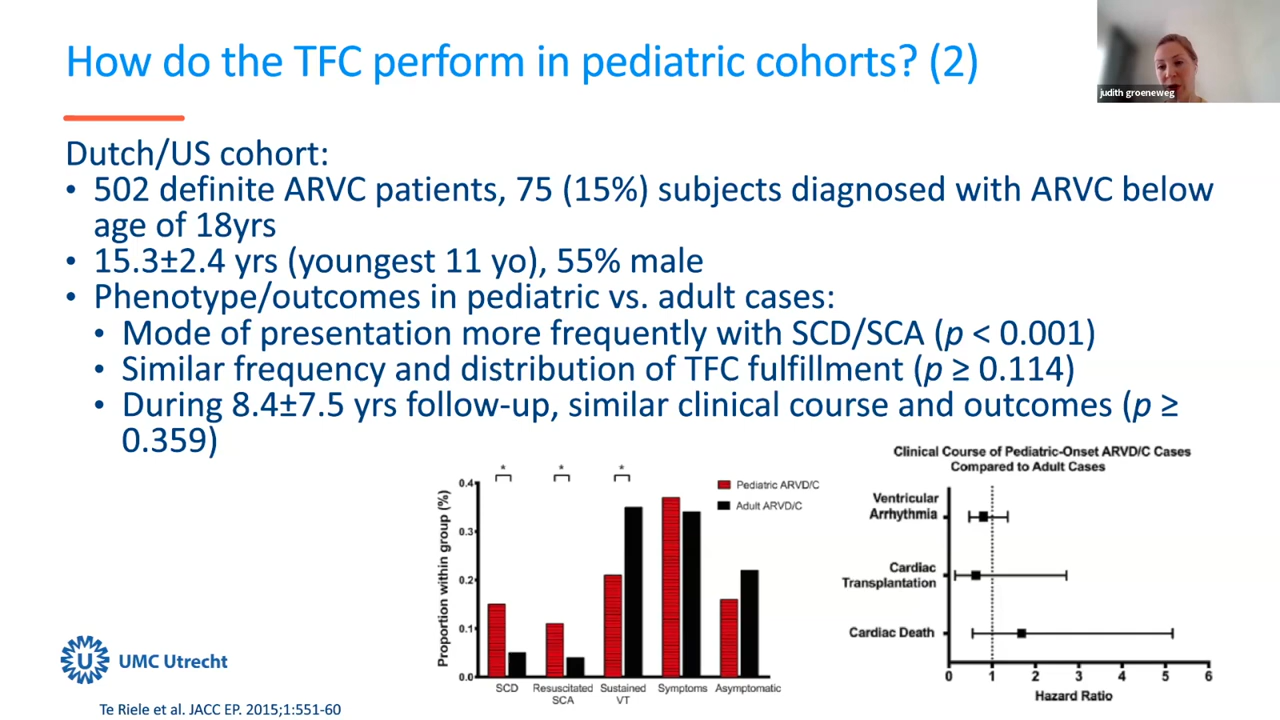 How do the TFC perform in pediatric cohorts? (2)
judith groeneweg
Dutch/US cohort:
• 502 definite ARVC patients, 75 (15%) subjects diagnosed with ARVC below
age of 18yrs
• 15.3±2.4 yrs (youngest 11 yo), 55% male
• Phenotype/outcomes in pediatric vs. adult cases:
• Mode of presentation more frequently with SCD/SCA (p < 0.001)
• Similar frequency and distribution of TFC fulfillment (p ≥ 0.114)
• During 8.4±7.5 yrs follow-up, similar clinical course and outcomes (p ≥
0.359)
Proportion within group (%)
0.4
0.3
0.2
0.1
0.0
* * *
Pediatric ARVD/C
Adult ARVD/C
SCD
Resuscitated
SCA
Sustained
VT
Symptoms
Asymptomatic
Clinical Course of Pediatric-Onset ARVD/C Cases
Compared to Adult Cases
Ventricular
Arrhythmia
Cardiac
Transplantation
Cardiac Death
0 1 2 3 4 5 6
Hazard Ratio
U
UMC Utrecht
Te Riele et al. JACC EP. 2015;1:551-60